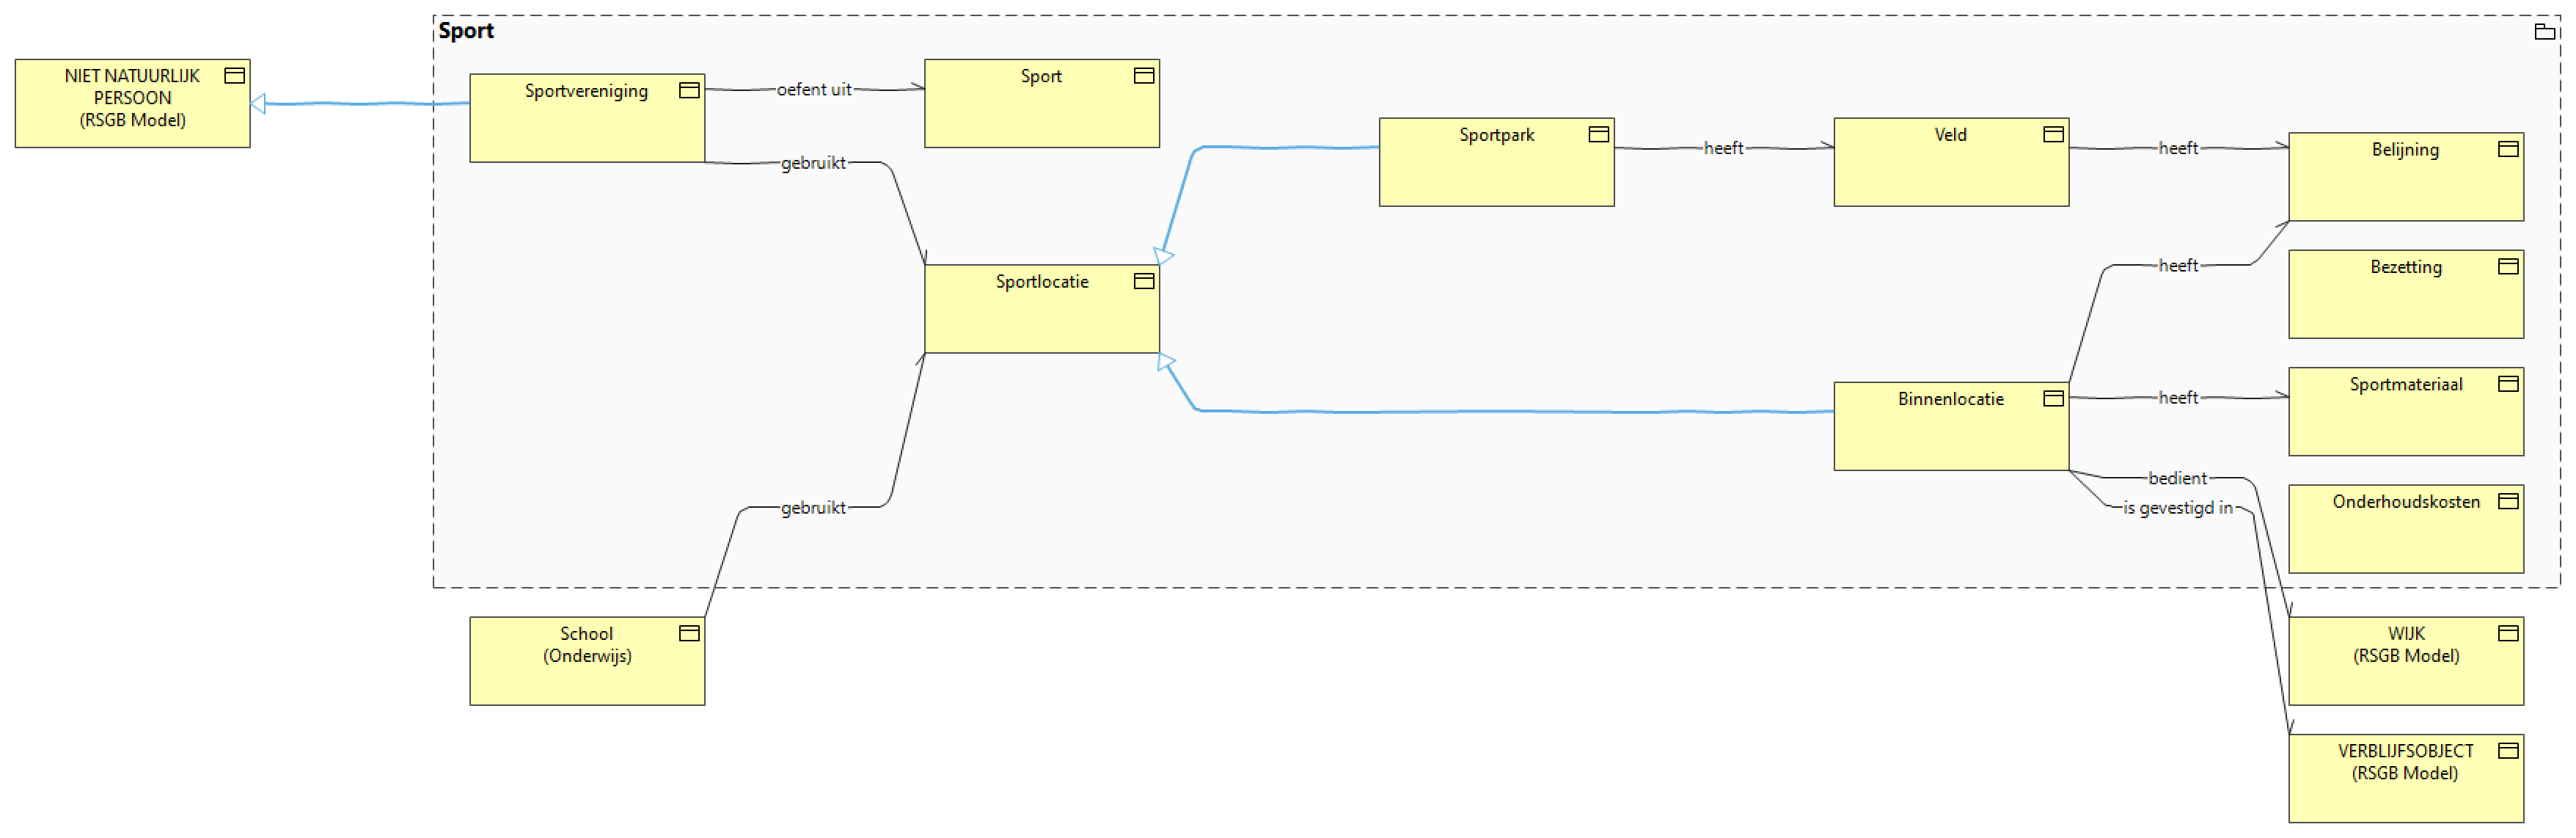 Sport
NIET NATUURLIJK
PERSOON
(RSGB Model)
Sportvereniging
oefent uit
Sport
gebruikt
Sportpark
heeft
Veld
heeft
Belijning
heeft
Bezetting
Sportlocatie
Binnenlocatie
heeft
Sportmateriaal
bedient
is gevestigd in
Onderhoudskosten
gebruikt
School
(Onderwijs)
WIJK
(RSGB Model)
VERBLIJFSOBJECT
(RSGB Model)